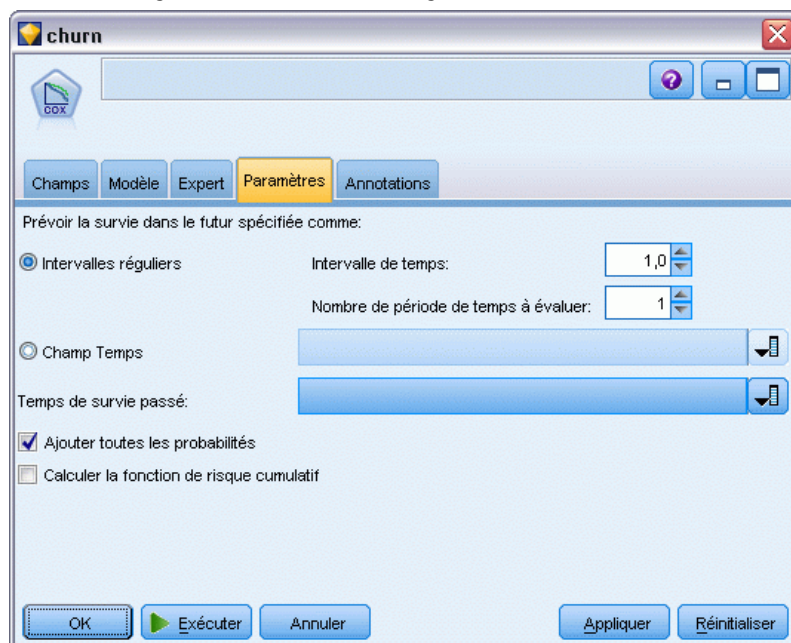 churn
COX
Champs Modèle Expert Paramètres Annotations
Prévoir la survie dans le futur spécifiée comme:
Intervalles réguliers Intervalle de temps: 1,0
Nombre de période de temps à évaluer: 1
Champ Temps
Temps de survie passé:
Ajouter toutes les probabilités
Calculer la fonction de risque cumulatif
OK Exécuter Annuler Appliquer Réinitialiser